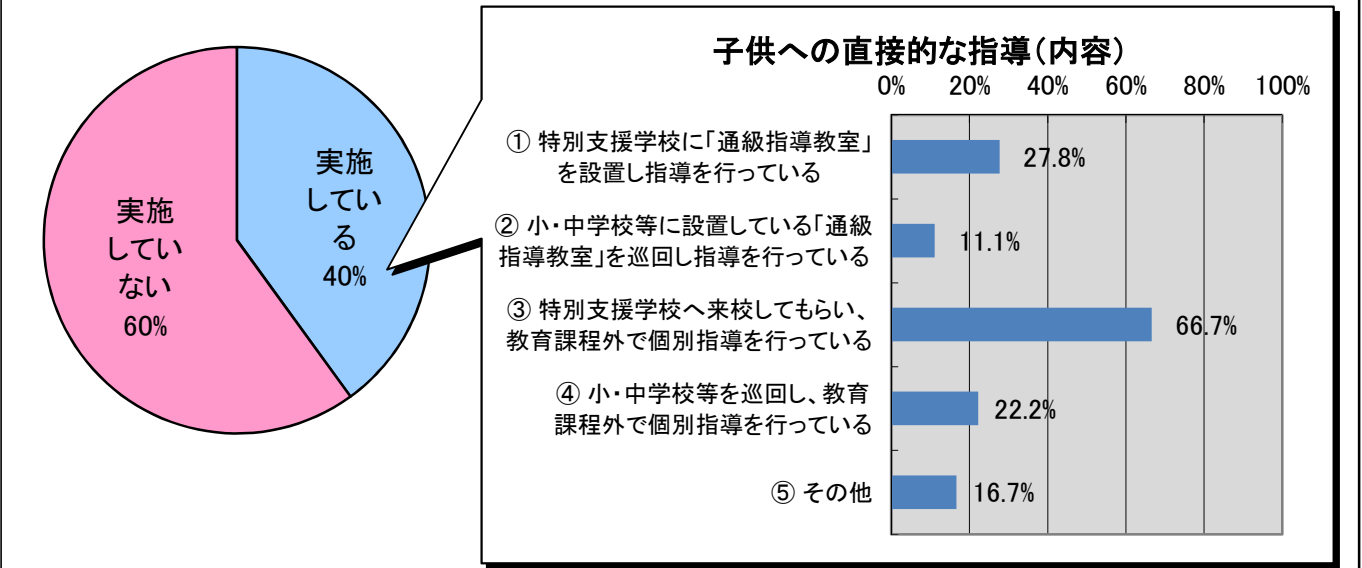 実施
してい
ない
60%
実施
してい
る
40%
子供への直接的な指導(内容)
0% 20% 40% 60% 80% 100%
① 特別支援学校に「通級指導教室」
を設置し指導を行っている
27.8%
② 小・中学校等に設置している「通級
指導教室」を巡回し指導を行っている
11.1%
③ 特別支援学校へ来校してもらい、
教育課程外で個別指導を行っている
66.7%
④ 小・中学校等を巡回し、教育
課程外で個別指導を行っている
22.2%
⑤ その他
16.7%